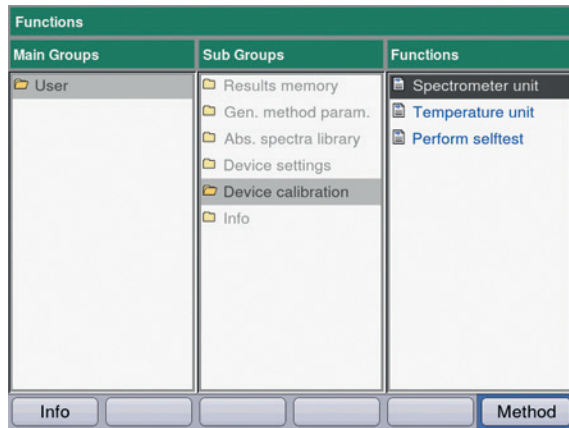 Functions
Main Groups
Sub Groups
Functions
User
Results memory
Gen. method param.
Abs. spectra library
Device settings
Device calibration
Info
Spectrometer unit
Temperature unit
Perform selftest
Info
Method